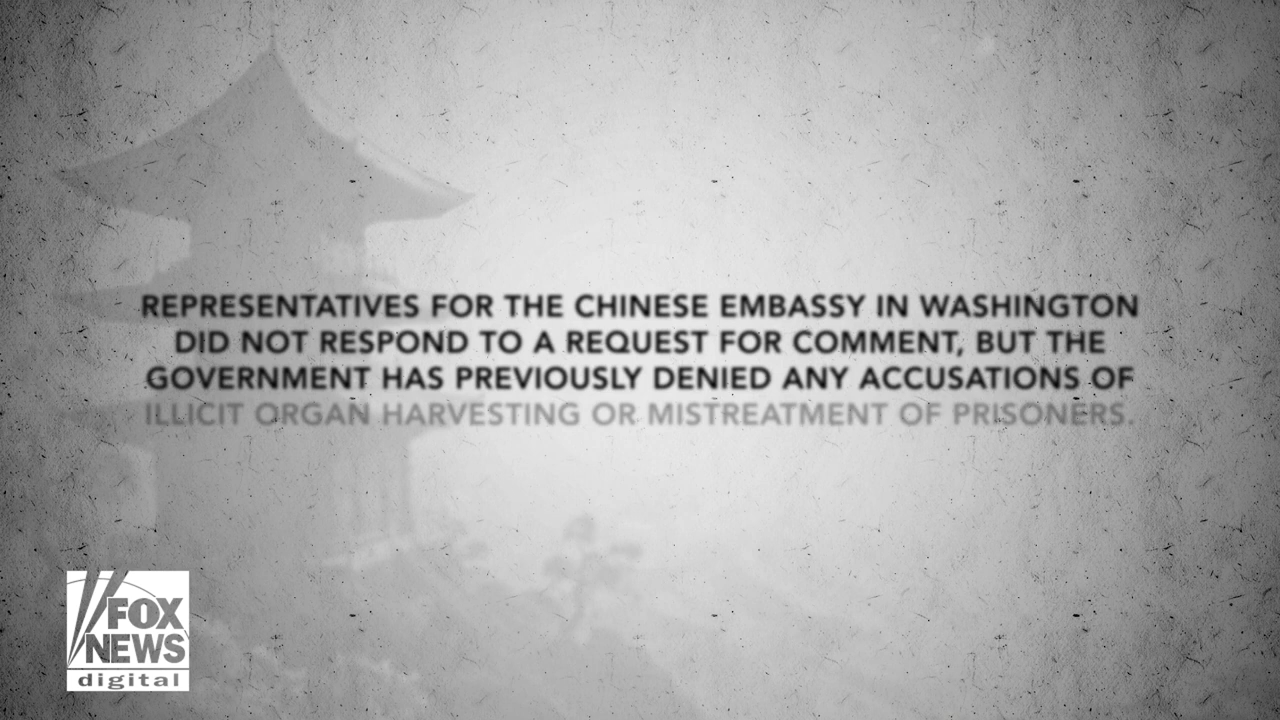 REPRESENTATIVES FOR THE CHINESE EMBASSY IN WASHINGTON
DID NOT RESPOND TO A REQUEST FOR COMMENT, BUT THE
GOVERNMENT HAS PREVIOUSLY DENIED ANY ACCUSATIONS OF
ILLICIT ORGAN HARVESTING OR MISTREATMENT OF PRISONERS.
FOX
NEWS
digital